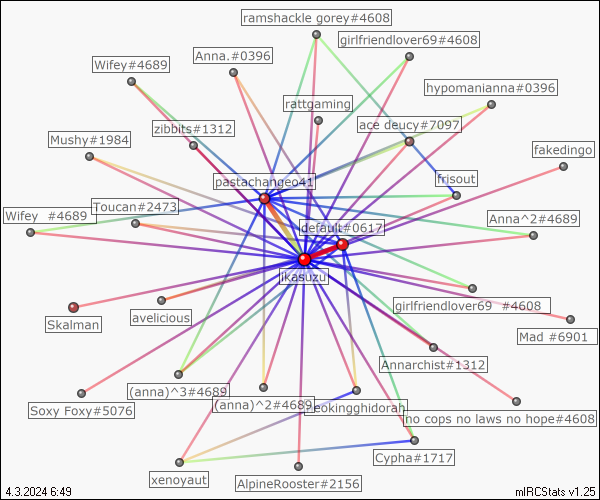 ramshackle gorey#4608
girlfriendlover69#4608
Anna.#0396
Wifey#4689
hypomanianna#0396
rattgaming
ace deucy#7097
zibbits#1312
Mushy#1984
fakedingo
pastachangeo41
frisout
Toucan#2473
Wifey  #4689
Anna^2#4689
default#0617
jkasuzu
girlfriendlover69  #4608
avelicious
Skalman
Mad #6901
Annarchist#1312
(anna)^3#4689
(anna)^2#4689
leokingghidorah
Soxy Foxy#5076
no cops no laws no hope#4608
Cypha#1717
xenoyaut
AlpineRooster#2156
4.3.2024 6:49
mIRCStats v1.25